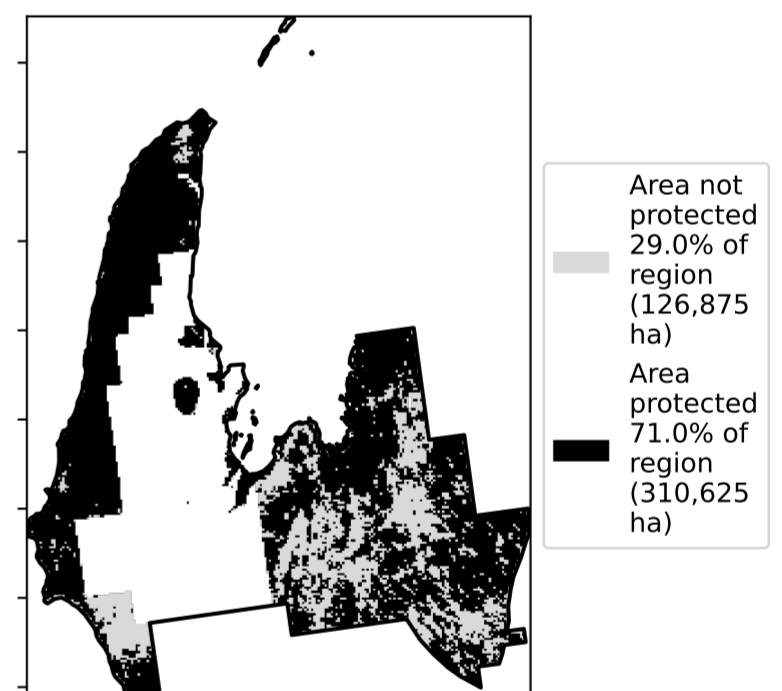 Area not
protected
29.0% of
region
(126,875
ha)
Area
protected
71.0% of
region
(310,625
ha)